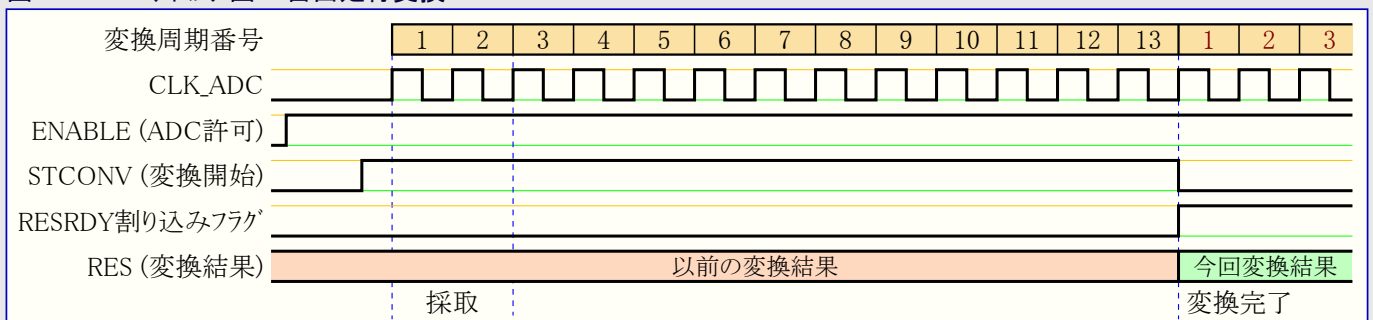 変換周期番号 1 2 3 4 5 6 7 8 9 10 11 12 13 1 2 3
CLK_ADC
ENABLE (ADC許可)
STCONV (変換開始)
RESRDY割り込みフラグ
RES (変換結果) 以前の変換結果 今回変換結果
採取 変換完了